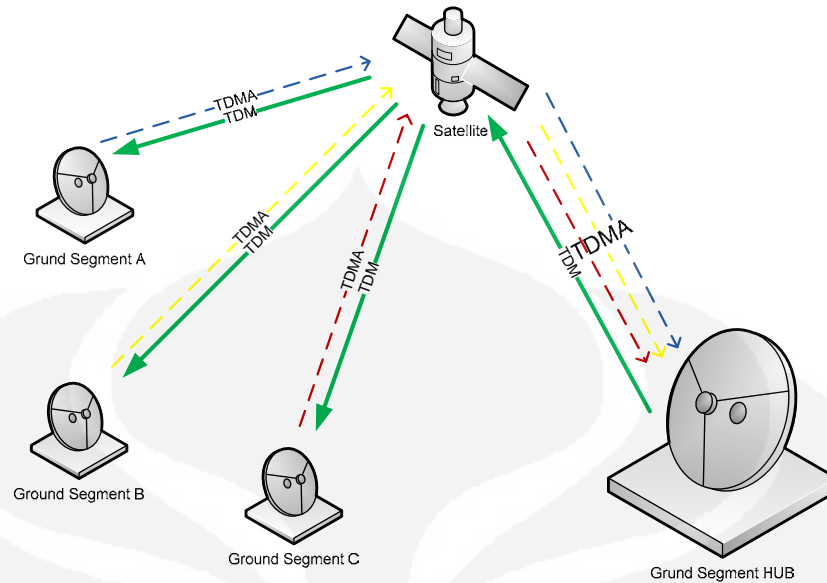 Satellite
TDMA
TDM
Grund Segment A
TDMA
TDM
Ground Segment B
TDMA
TDM
Ground Segment C
TDMA
TDM
Grund Segment HUB